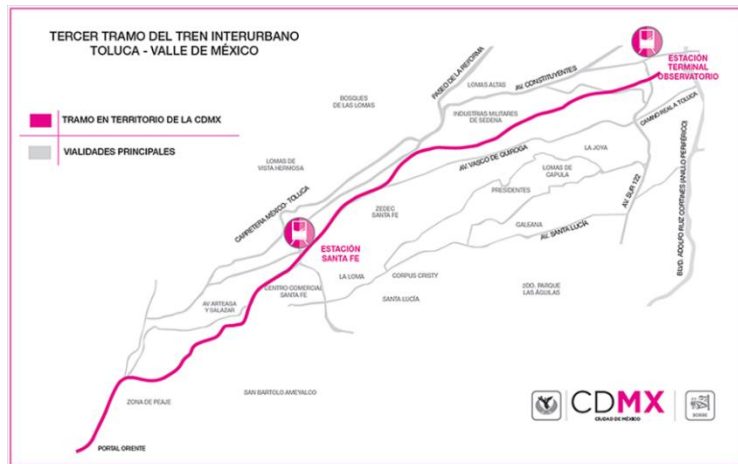 TERCER TRAMO DEL TREN INTERURBANO
TOLUCA - VALLE DE MÉXICO
ESTACIÓN
TERMINAL
OBSERVATORIO
PASEO DE LA REFORMA
LOMAS ALTAS
AV. CONSTITUYENTES
BOSQUES
DE LAS LOMAS
INDUSTRIAS MILITARES
DE SEDENA
CAMINO REAL A TOLUCA
TRAMO EN TERRITORIO DE LA CDMX
VIALIDADES PRINCIPALES
AV. VASCO DE QUIROGA
LA JOYA
LOMAS DE
VISTA HERMOSA
LOMAS DE
CAPULA
PRESIDENTES
AV. SUR 122
BLVD. ADOLFO RUIZ CORTINES (ANILLO PERIFÉRICO)
CARRETERA MÉXICO- TOLUCA
ZEDEC
SANTA FE
GALEANA
AV. SANTA LUCÍA
ESTACIÓN
SANTA FE
LA LOMA
CORPUS CRISTY
CENTRO COMERCIAL
SANTA FE
2DO. PARQUE
LAS ÁGUILAS
SANTA LUCÍA
AV ARTEAGA
Y SALAZAR
SAN BARTOLO AMEYALCO
ZONA DE PEAJE
PORTAL ORIENTE
CDMX
CIUDAD DE MÉXICO